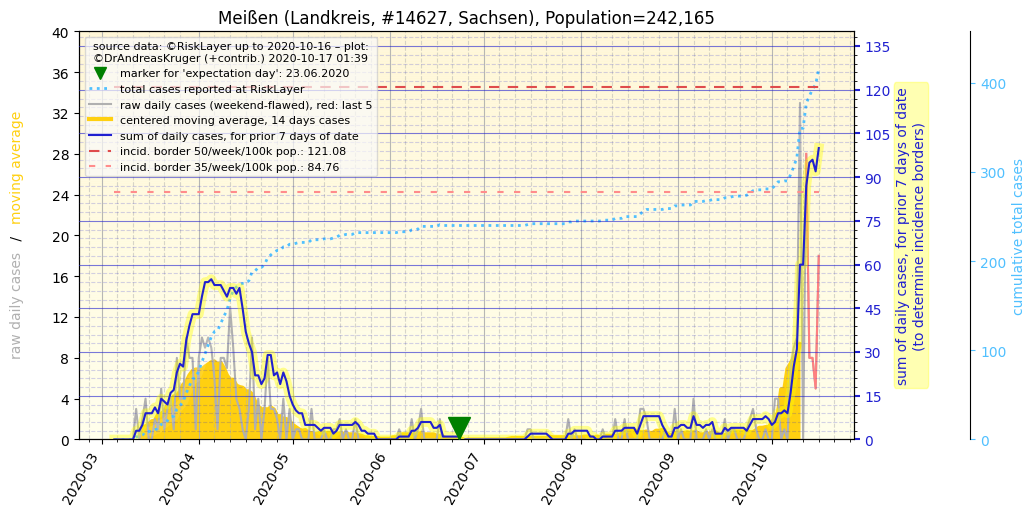 Meißen (Landkreis, #14627, Sachsen), Population=242,165
source data: ©RiskLayer up to 2020-10-16 – plot:
©DrAndreasKruger (+contrib.) 2020-10-17 01:39
marker for 'expectation day': 23.06.2020
total cases reported at RiskLayer
raw daily cases (weekend-flawed), red: last 5
centered moving average, 14 days cases
sum of daily cases, for prior 7 days of date
incid. border 50/week/100k pop.: 121.08
incid. border 35/week/100k pop.: 84.76
raw daily cases / moving average
40
36
32
28
24
20
16
12
8
4
0
2020-03
2020-04
2020-05
2020-06
2020-07
2020-08
2020-09
2020-10
135
120
105
90
75
60
45
30
15
0
sum of daily cases, for prior 7 days of date
(to determine incidence borders)
400
300
200
100
0
cumulative total cases